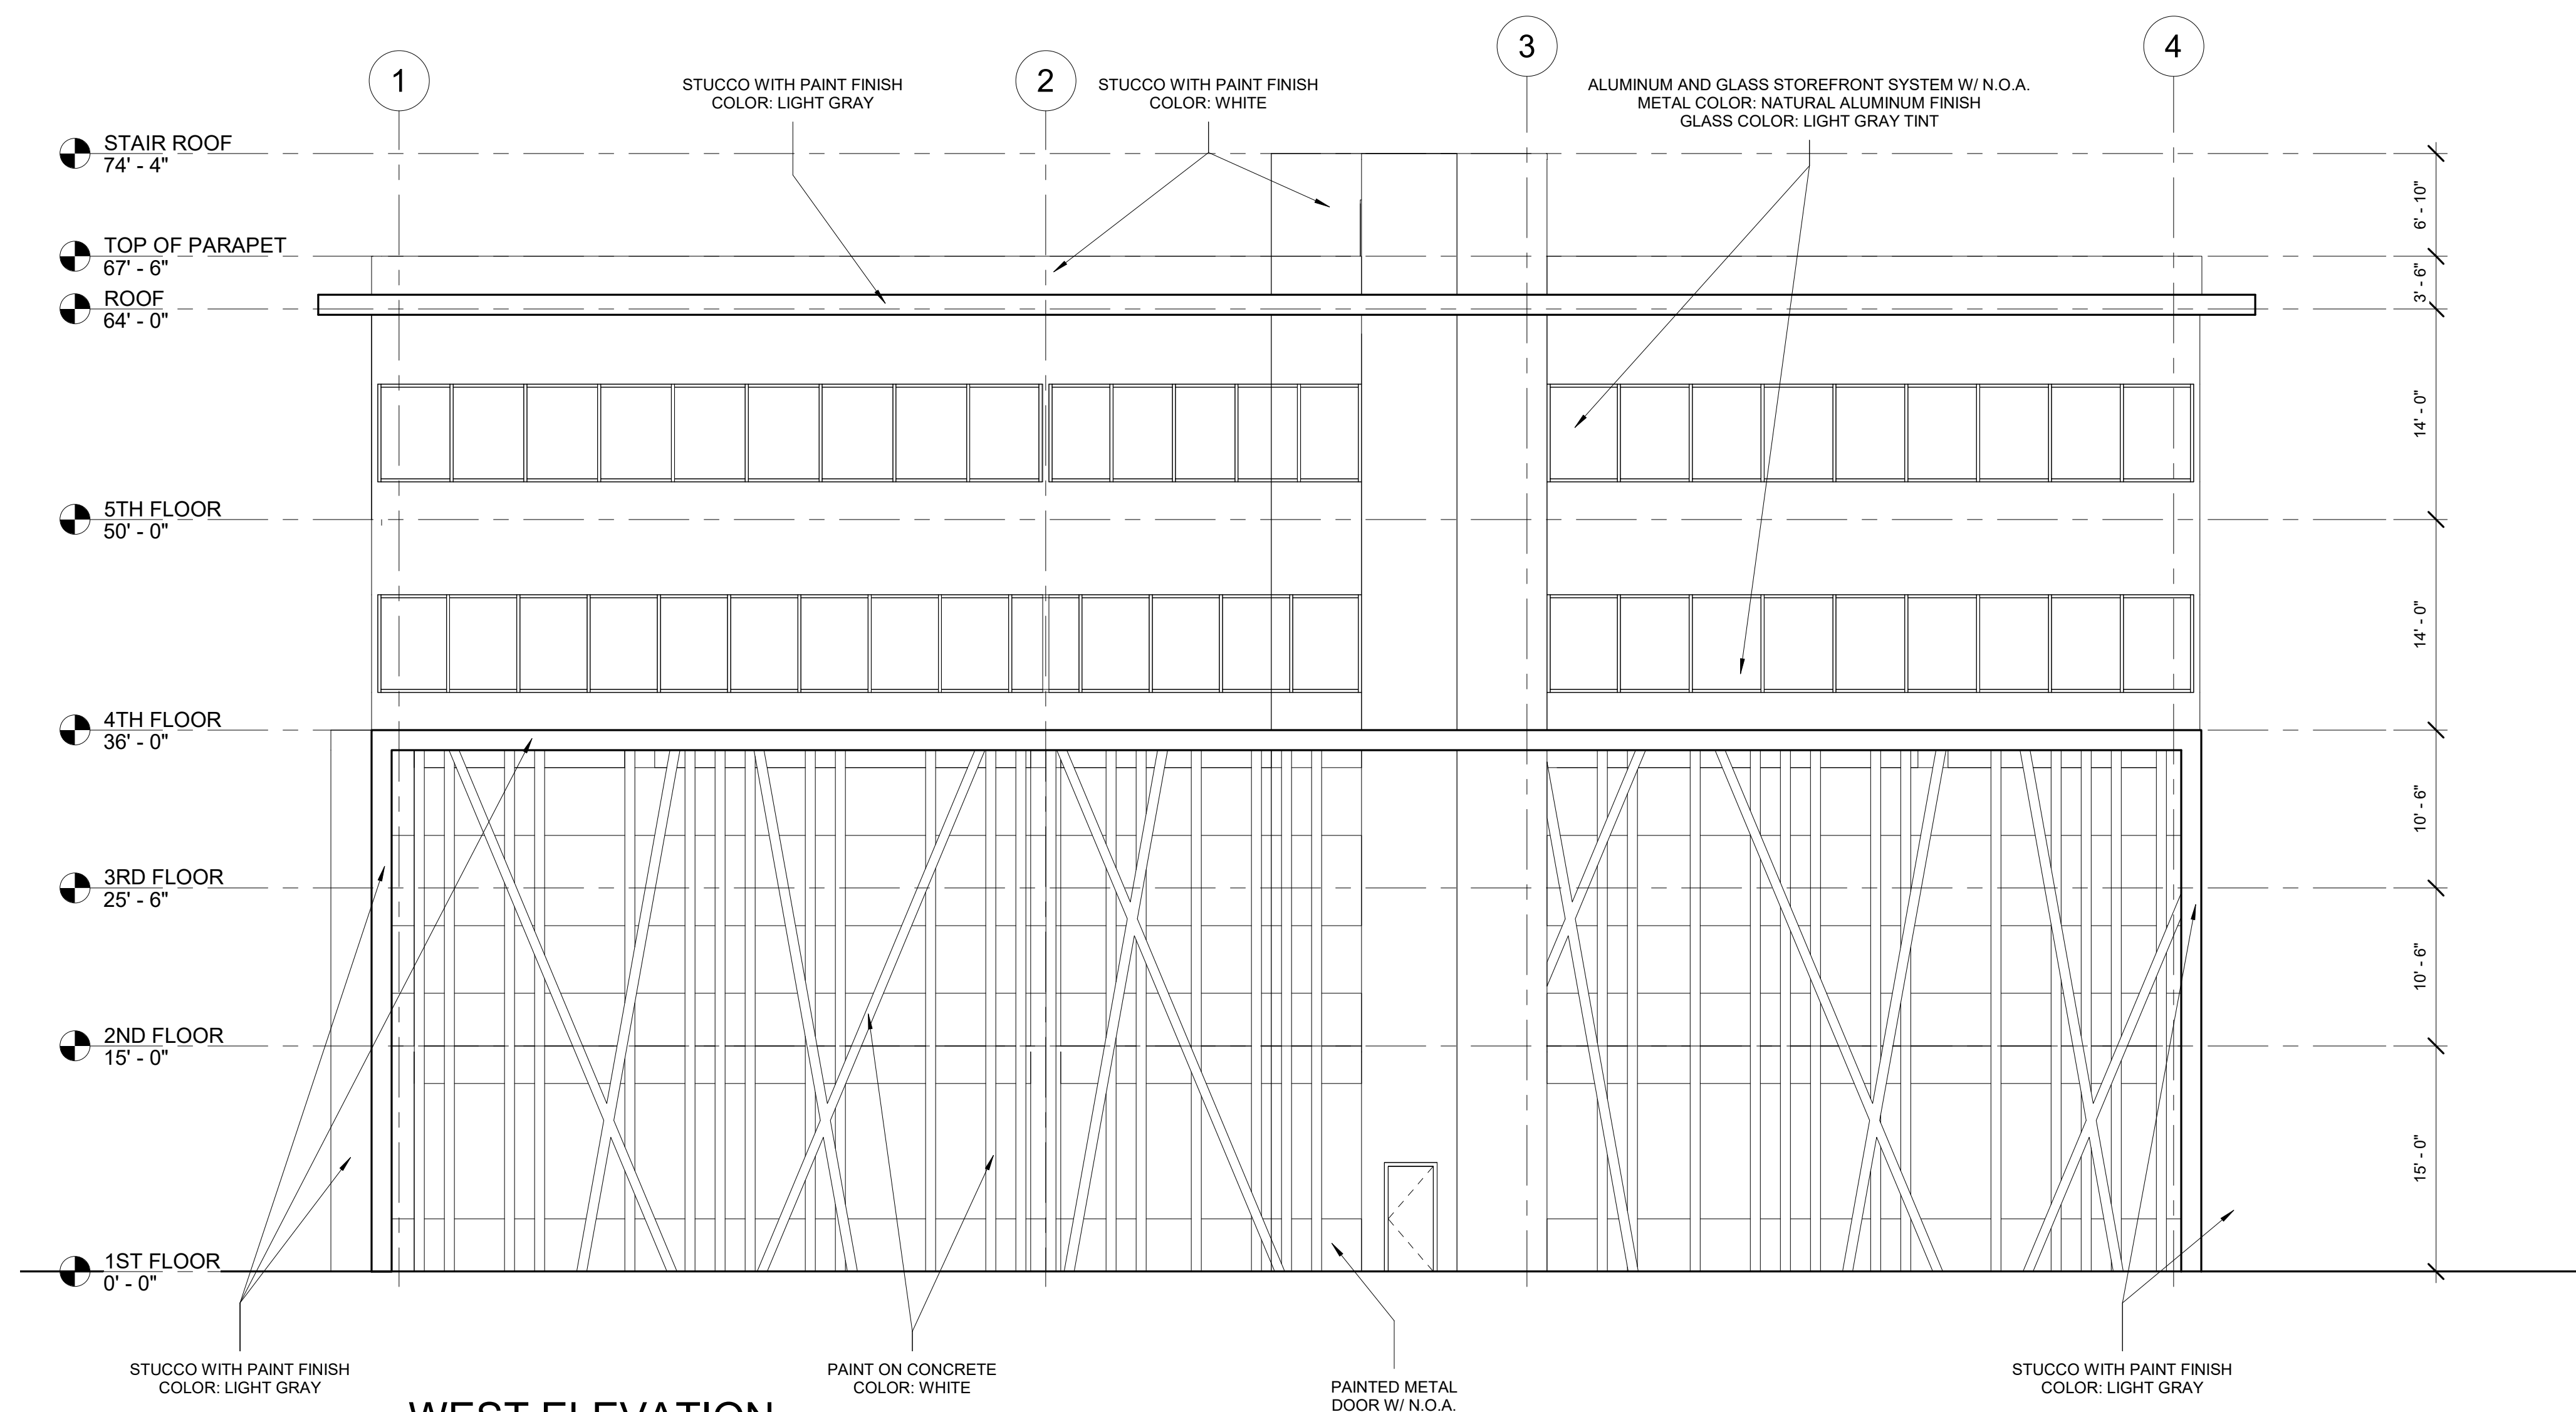 1
2
3
4
STUCCO WITH PAINT FINISH
COLOR: LIGHT GRAY
STUCCO WITH PAINT FINISH
COLOR: WHITE
ALUMINUM AND GLASS STOREFRONT SYSTEM W/ N.O.A.
METAL COLOR: NATURAL ALUMINUM FINISH
GLASS COLOR: LIGHT GRAY TINT
STAIR ROOF
74' - 4"
TOP OF PARAPET
67' - 6"
ROOF
64' - 0"
5TH FLOOR
50' - 0"
4TH FLOOR
36' - 0"
3RD FLOOR
25' - 6"
2ND FLOOR
15' - 0"
1ST FLOOR
0' - 0"
6' - 10"
3' - 6"
14' - 0"
14' - 0"
10' - 6"
10' - 6"
15' - 0"
STUCCO WITH PAINT FINISH
COLOR: LIGHT GRAY
PAINT ON CONCRETE
COLOR: WHITE
PAINTED METAL
DOOR W/ N.O.A.
STUCCO WITH PAINT FINISH
COLOR: LIGHT GRAY
WEST ELEVATION